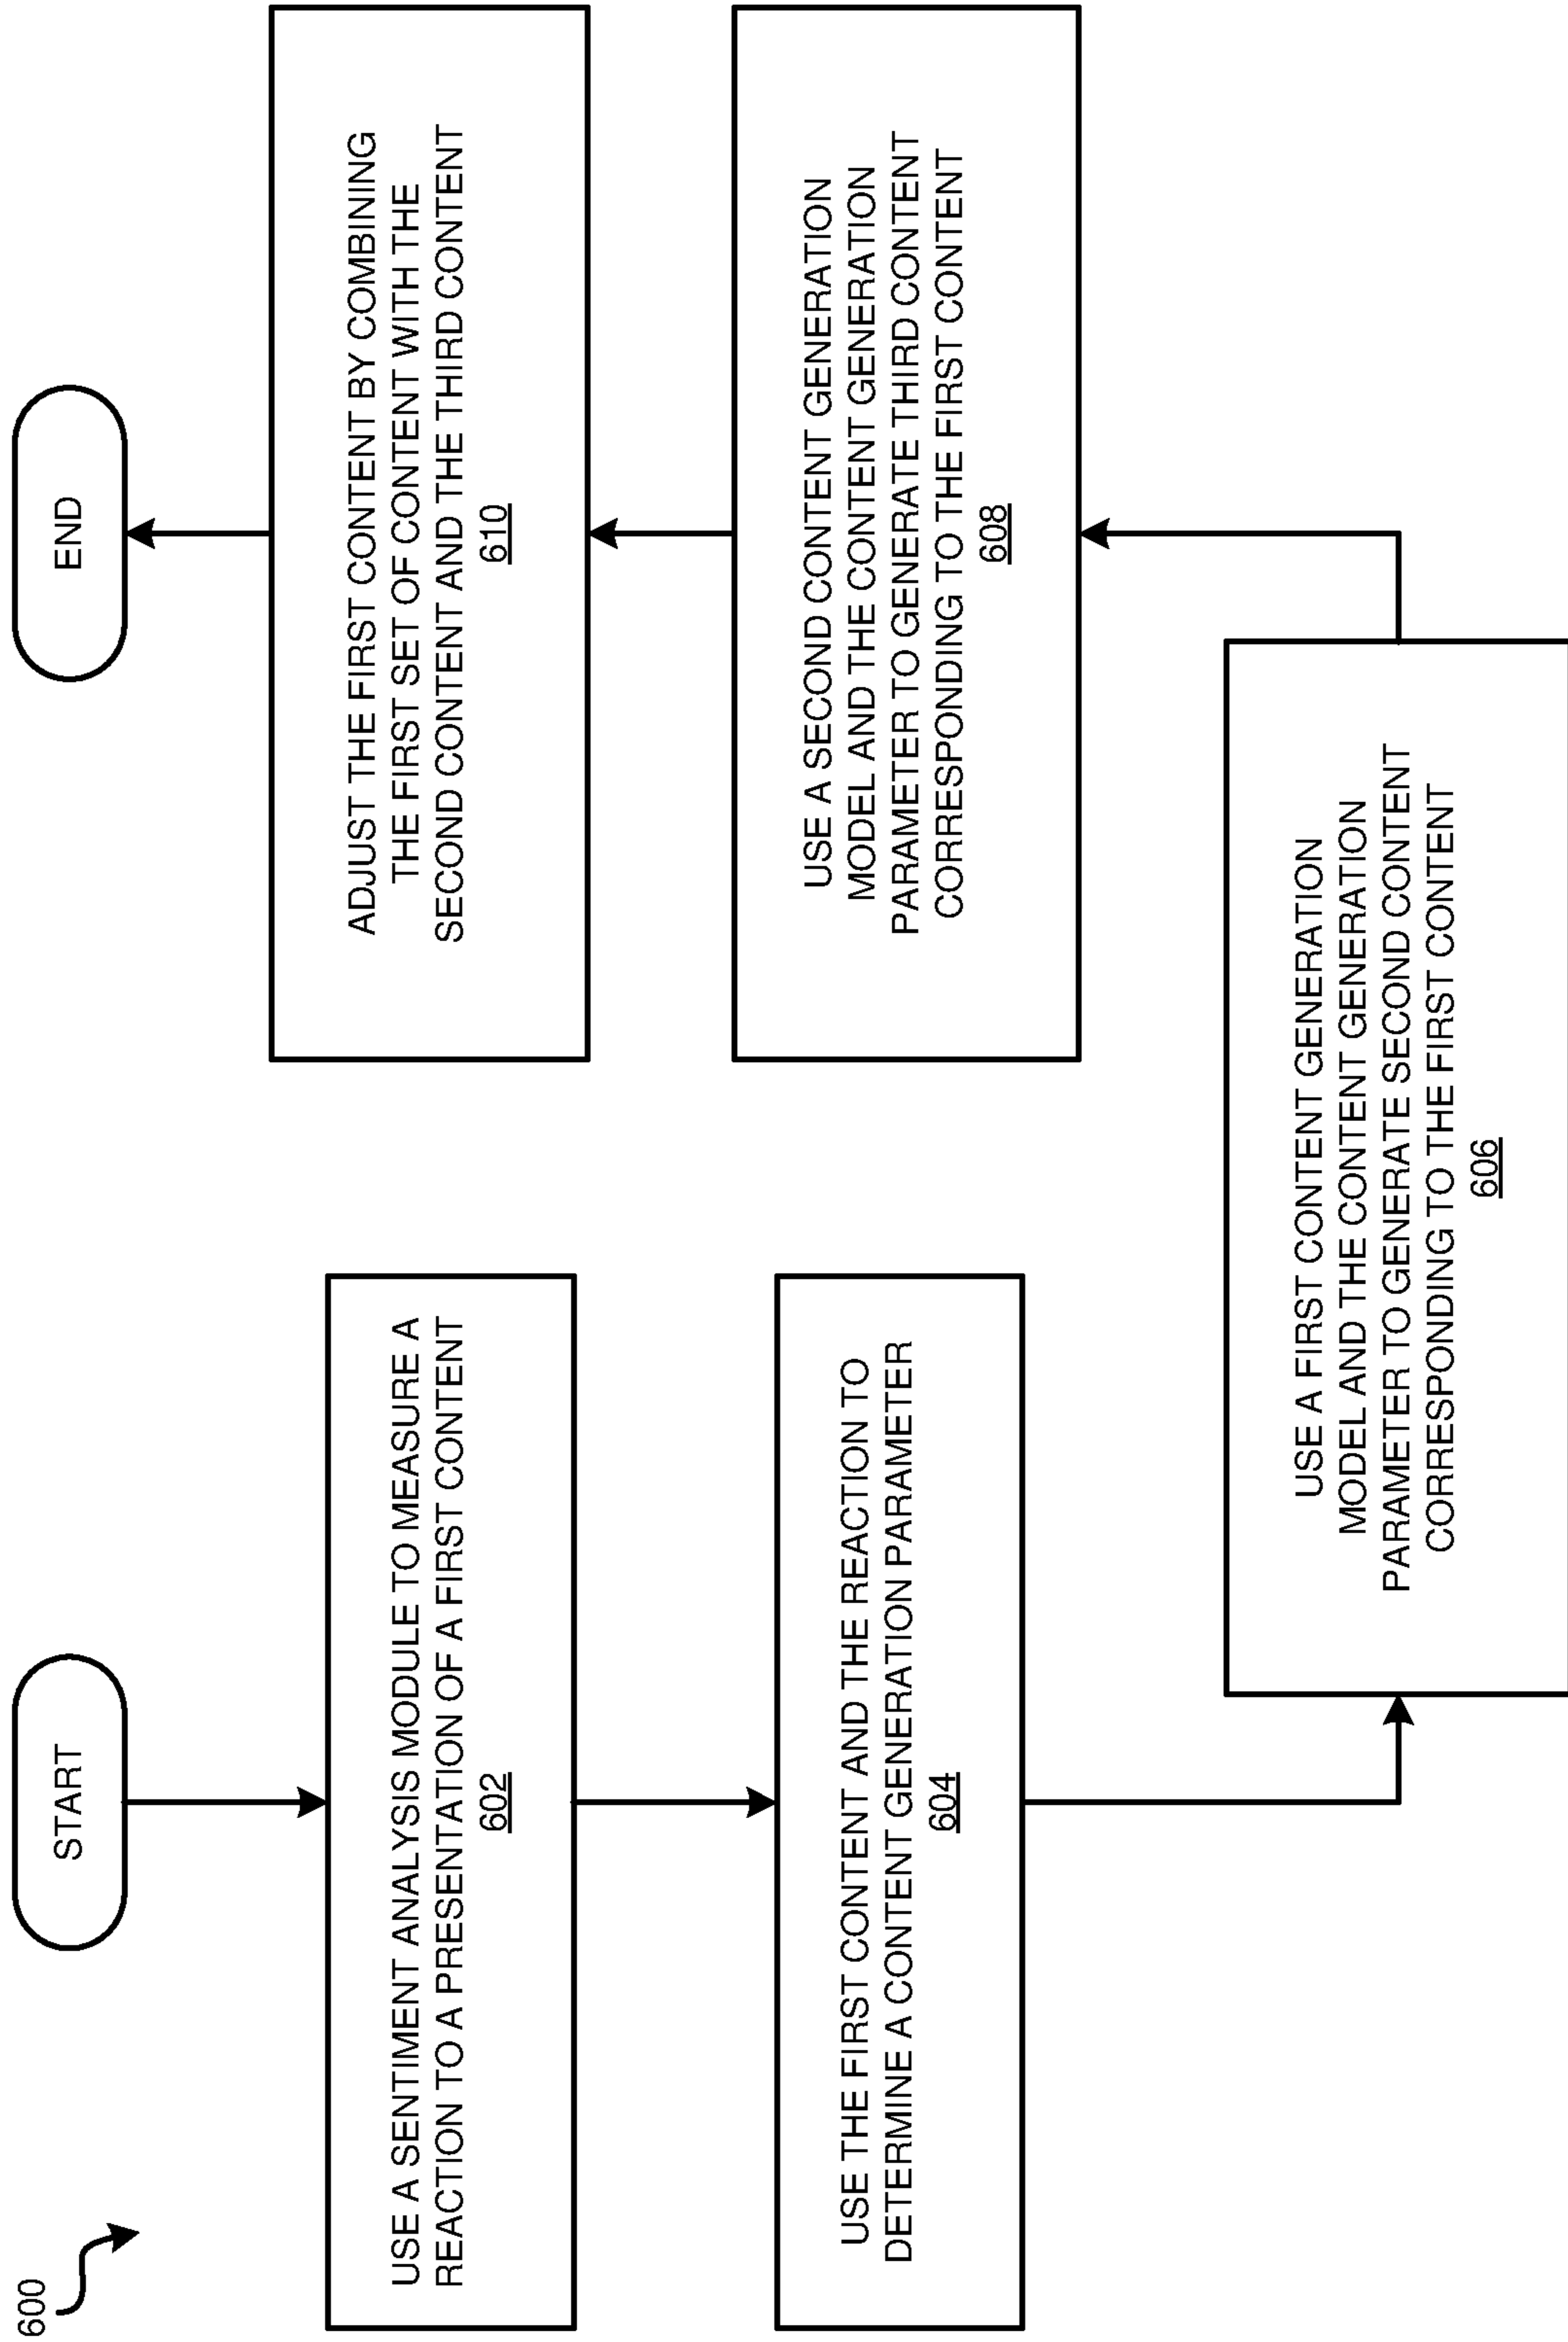 600
START
USE A SENTIMENT ANALYSIS MODULE TO MEASURE A
REACTION TO A PRESENTATION OF A FIRST CONTENT
602
USE THE FIRST CONTENT AND THE REACTION TO
DETERMINE A CONTENT GENERATION PARAMETER
604
USE A FIRST CONTENT GENERATION
MODEL AND THE CONTENT GENERATION
PARAMETER TO GENERATE SECOND CONTENT
CORRESPONDING TO THE FIRST CONTENT
606
USE A SECOND CONTENT GENERATION
MODEL AND THE CONTENT GENERATION
PARAMETER TO GENERATE THIRD CONTENT
CORRESPONDING TO THE FIRST CONTENT
608
ADJUST THE FIRST CONTENT BY COMBINING
THE FIRST SET OF CONTENT WITH THE
SECOND CONTENT AND THE THIRD CONTENT
610
END